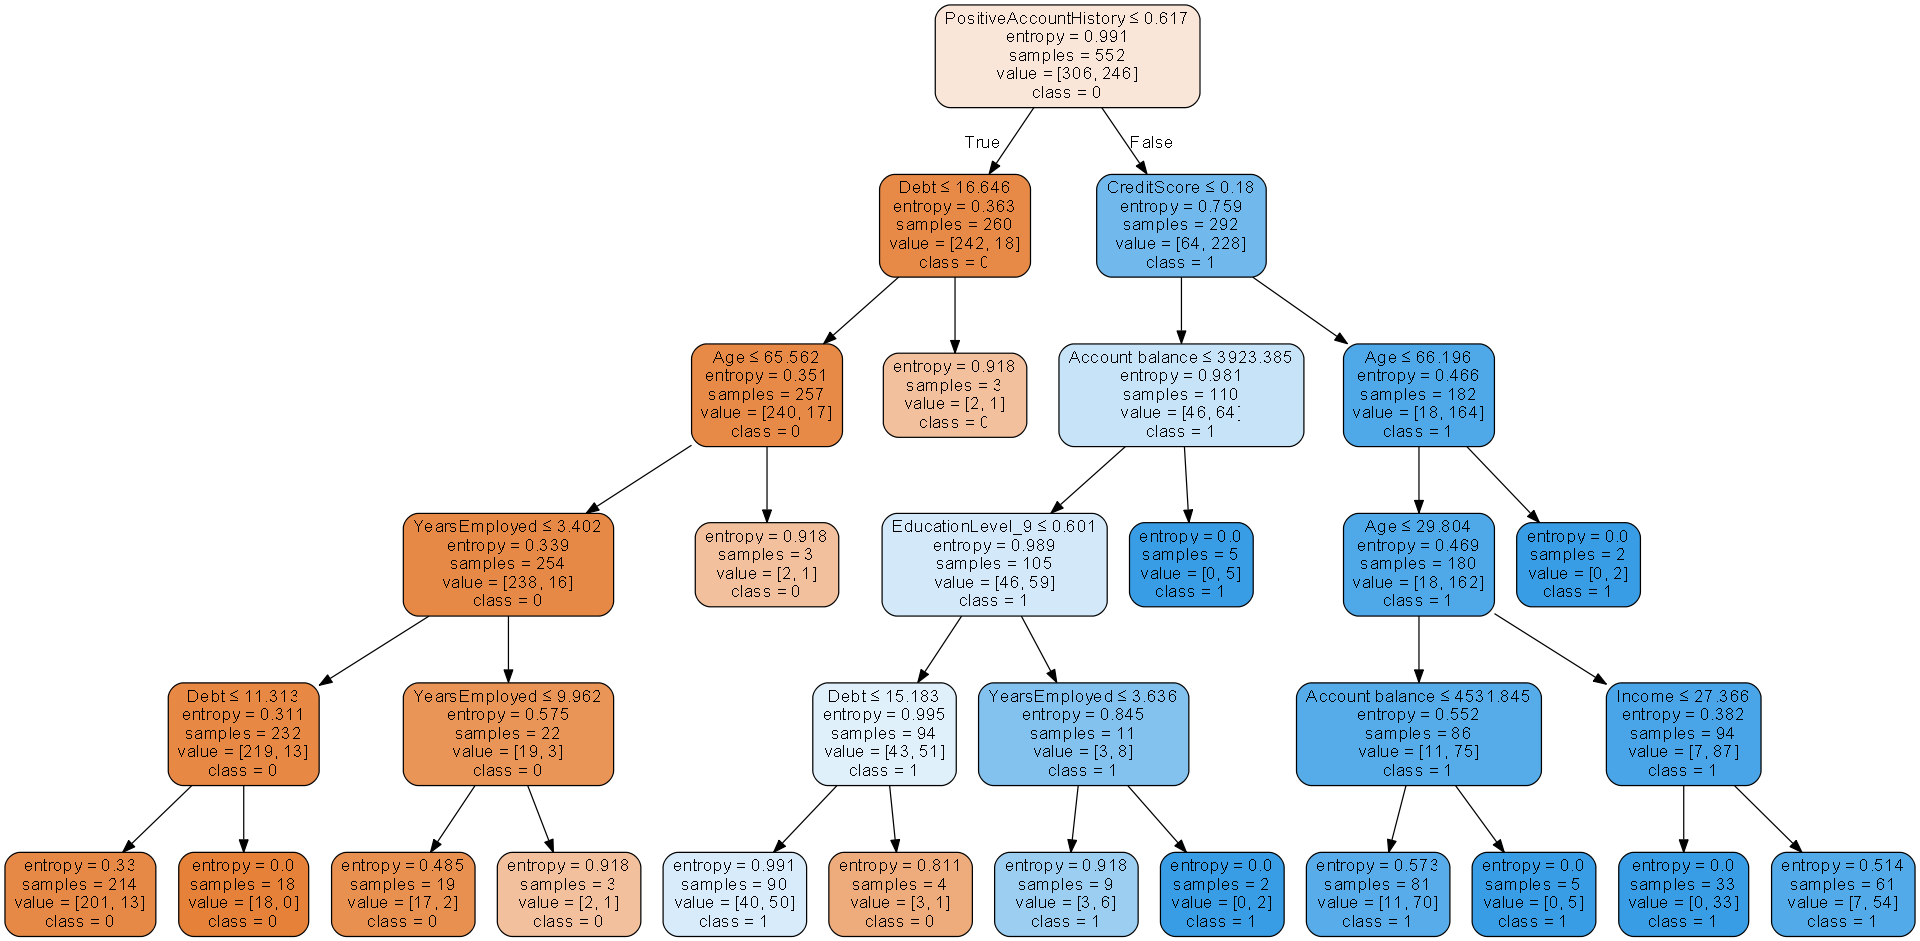 PositiveAccountHistory ≤ 0.617
entropy = 0.991
samples = 552
value = [306, 246]
class = 0
True
False
Debt ≤ 16.646
entropy = 0.363
samples = 260
value = [242, 18]
class = 0
CreditScore ≤ 0.18
entropy = 0.759
samples = 292
value = [64, 228]
class = 1
Age ≤ 65.562
entropy = 0.351
samples = 257
value = [240, 17]
class = 0
entropy = 0.918
samples = 3
value = [2, 1]
class = 0
Account balance ≤ 3923.385
entropy = 0.981
samples = 110
value = [46, 64]
class = 1
Age ≤ 66.196
entropy = 0.466
samples = 182
value = [18, 164]
class = 1
YearsEmployed ≤ 3.402
entropy = 0.339
samples = 254
value = [238, 16]
class = 0
entropy = 0.918
samples = 3
value = [2, 1]
class = 0
EducationLevel_9 ≤ 0.601
entropy = 0.989
samples = 105
value = [46, 59]
class = 1
entropy = 0.0
samples = 5
value = [0, 5]
class = 1
Age ≤ 29.804
entropy = 0.469
samples = 180
value = [18, 162]
class = 1
entropy = 0.0
samples = 2
value = [0, 2]
class = 1
Debt ≤ 11.313
entropy = 0.311
samples = 232
value = [219, 13]
class = 0
YearsEmployed ≤ 9.962
entropy = 0.575
samples = 22
value = [19, 3]
class = 0
Debt ≤ 15.183
entropy = 0.995
samples = 94
value = [43, 51]
class = 1
YearsEmployed ≤ 3.636
entropy = 0.845
samples = 11
value = [3, 8]
class = 1
Account balance ≤ 4531.845
entropy = 0.552
samples = 86
value = [11, 75]
class = 1
Income ≤ 27.366
entropy = 0.382
samples = 94
value = [7, 87]
class = 1
entropy = 0.33
samples = 214
value = [201, 13]
class = 0
entropy = 0.0
samples = 18
value = [18, 0]
class = 0
entropy = 0.485
samples = 19
value = [17, 2]
class = 0
entropy = 0.918
samples = 3
value = [2, 1]
class = 0
entropy = 0.991
samples = 90
value = [40, 50]
class = 1
entropy = 0.811
samples = 4
value = [3, 1]
class = 0
entropy = 0.918
samples = 9
value = [3, 6]
class = 1
entropy = 0.0
samples = 2
value = [0, 2]
class = 1
entropy = 0.573
samples = 81
value = [11, 70]
class = 1
entropy = 0.0
samples = 5
value = [0, 5]
class = 1
entropy = 0.0
samples = 33
value = [0, 33]
class = 1
entropy = 0.514
samples = 61
value = [7, 54]
class = 1